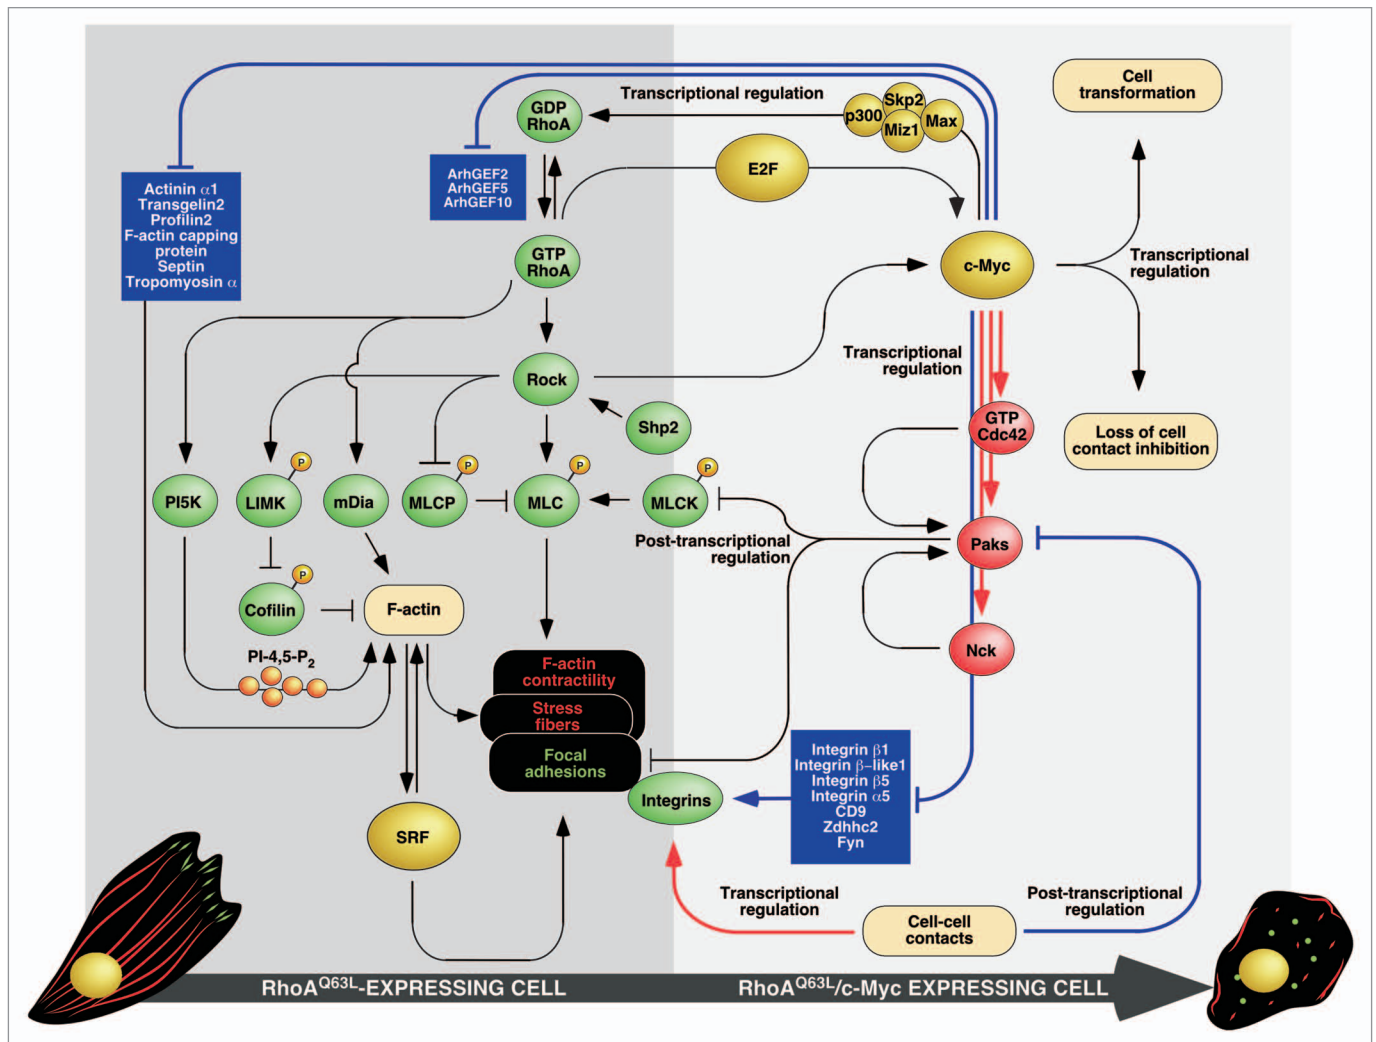 Cell
transformation
Transcriptional regulation
GDP
RhoA
p300
Skp2
Miz1
Max
ArhGEF2
ArhGEF5
ArhGEF10
E2F
Actinin α1
Transgelin2
Profilin2
F-actin capping
protein
Septin
Tropomyosin α
GTP
RhoA
c-Myc
Transcriptional
regulation
Transcriptional
regulation
Rock
Shp2
GTP
Cdc42
Loss of cell
contact inhibition
P
P
P
P
PI5K
LIMK
mDia
MLCP
MLC
MLCK
Post-transcriptional
regulation
Paks
P
Cofilin
F-actin
PI-4,5-P2
Nck
F-actin
contractility
Stress
fibers
Focal
adhesions
Integrins
Integrin β1
Integrin β–like1
Integrin β5
Integrin α5
CD9
Zdhhc2
Fyn
SRF
Transcriptional
regulation
Cell-cell
contacts
Post-transcriptional
regulation
RhoAQ63L-EXPRESSING CELL
RhoAQ63L/c-Myc EXPRESSING CELL